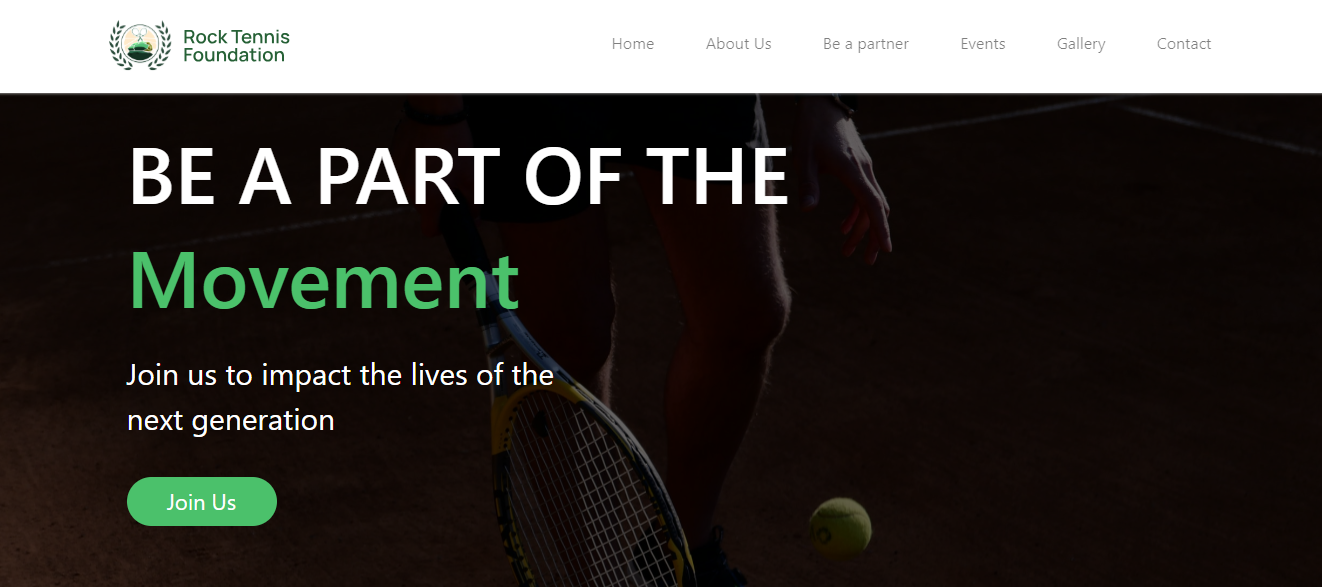 Rock Tennis
Foundation
Home
About Us
Be a partner
Events
Gallery
Contact
BE A PART OF THE
Movement
Join us to impact the lives of the
next generation
Join Us